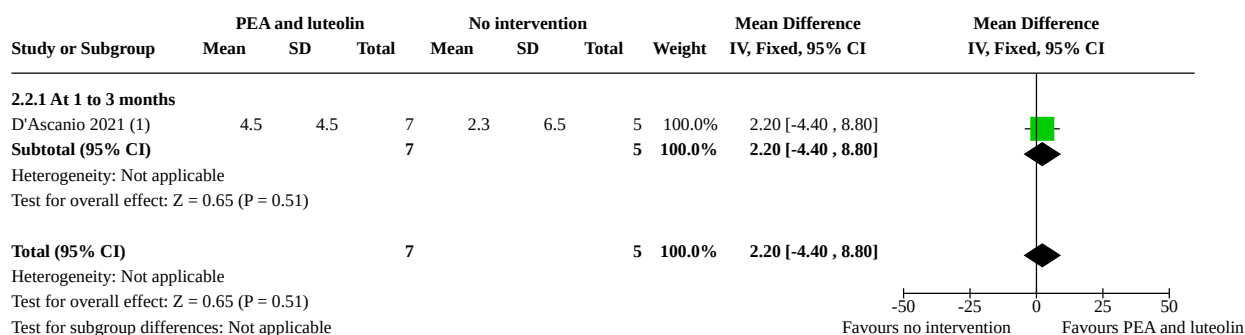 PEA and luteolin No intervention Mean Difference Mean Difference
Study or Subgroup Mean SD Total Mean SD Total Weight IV, Fixed, 95% CI IV, Fixed, 95% CI
2.2.1 At 1 to 3 months
D'Ascanio 2021 (1) 4.5 4.5 7 2.3 6.5 5 100.0% 2.20 [-4.40 , 8.80]
Subtotal (95% CI) 7 5 100.0% 2.20 [-4.40 , 8.80]
Heterogeneity: Not applicable
Test for overall effect: Z = 0.65 (P = 0.51)
Total (95% CI) 7 5 100.0% 2.20 [-4.40 , 8.80]
Heterogeneity: Not applicable
Test for overall effect: Z = 0.65 (P = 0.51)
-50 -25 0 25 50
Test for subgroup differences: Not applicable Favours no intervention Favours PEA and luteolin